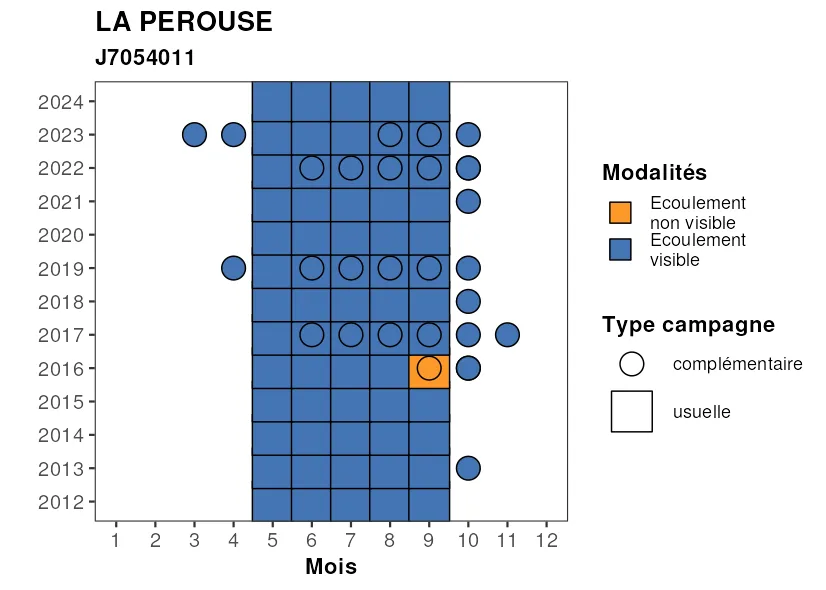 LA PEROUSE
J7054011
2024
2023
2022
2021
2020
2019
2018
2017
2016
2015
2014
2013
2012
1 2 3 4 5 6 7 8 9 10 11 12
Mois
Modalités
Ecoulement
non visible
Ecoulement
visible
Type campagne
complémentaire
usuelle